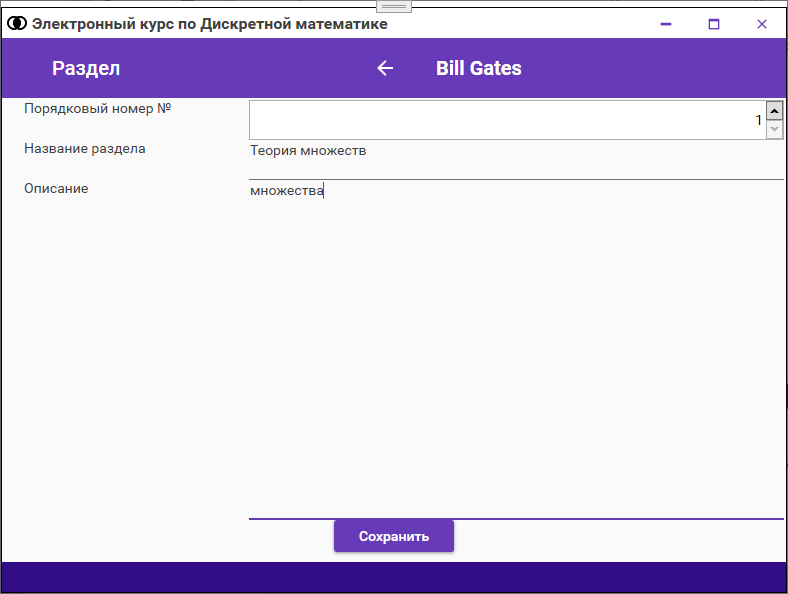 Электронный курс по Дискретной математике
Раздел
Bill Gates
Порядковый номер №
1
Название раздела
Теория множеств
Описание
множества
Сохранить